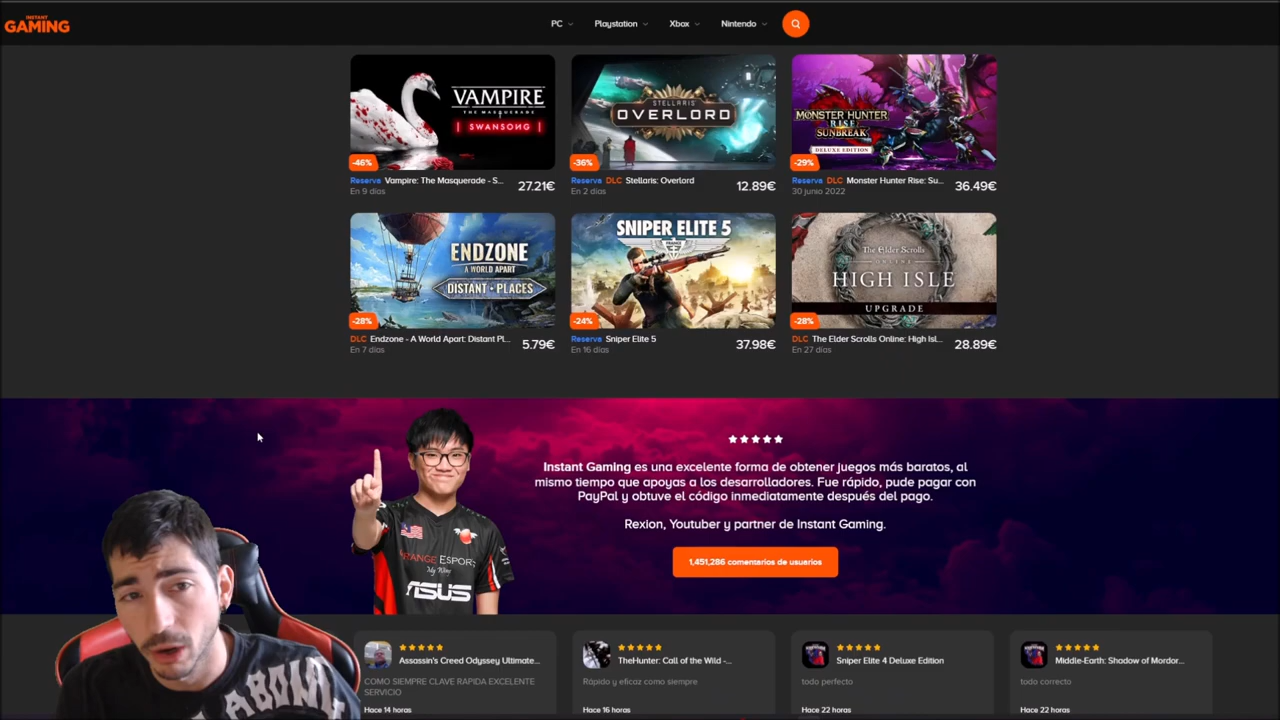 INSTANT
GAMING
PC
Playstation
Xbox
Nintendo
VAMPIRE
THE MASQUERADE
SWANSONG
-46%
Reserva Vampire: The Masquerade - S...
27.21€
En 9 días
STELLARIS
OVERLORD
-36%
Reserva DLC Stellaris: Overlord
12.89€
En 2 días
MONSTER HUNTER
RISE
SUNBREAK
DELUXE EDITION
-29%
Reserva DLC Monster Hunter Rise: Su...
36.49€
30 junio 2022
ENDZONE
A WORLD APART
DISTANT PLACES
-28%
DLC Endzone - A World Apart: Distant Pl...
5.79€
En 7 días
SNIPER ELITE 5
FRANCE
-24%
Reserva Sniper Elite 5
37.98€
En 16 días
The Elder Scrolls
ONLINE
HIGH ISLE
UPGRADE
-28%
DLC The Elder Scrolls Online: High Isl...
28.89€
En 27 días
Instant Gaming es una excelente forma de obtener juegos más baratos, al
mismo tiempo que apoyas a los desarrolladores. Fue rápido, pude pagar con
PayPal y obtuve el código inmediatamente después del pago.
Rexion, Youtuber y partner de Instant Gaming.
1,451,286 comentarios de usuarios
ORANGE ESPORTS
ASUS
Assassin's Creed Odyssey Ultimate...
COMO SIEMPRE CLAVE RAPIDA EXCELENTE
SERVICIO
Hace 14 horas
TheHunter: Call of the Wild -...
Rápido y eficaz como siempre
Hace 16 horas
Sniper Elite 4 Deluxe Edition
todo perfecto
Hace 22 horas
Middle-Earth: Shadow of Mordor...
todo correcto
Hace 22 horas